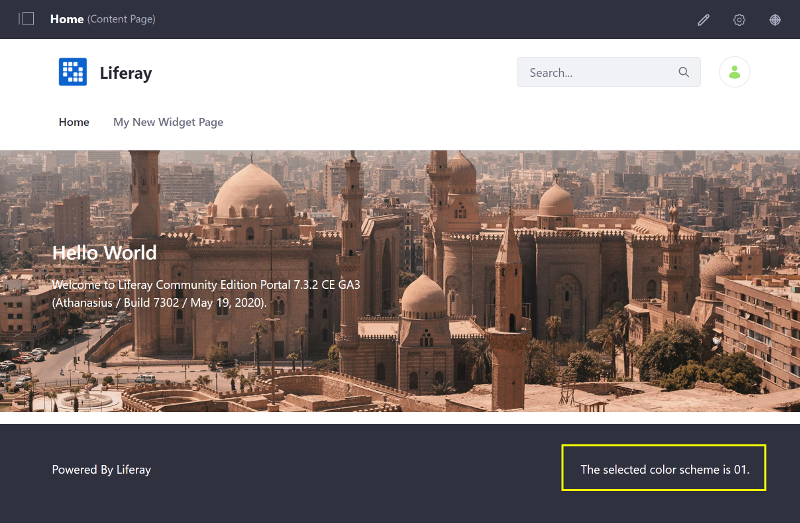 Home (Content Page)
Liferay
Search...
Home
My New Widget Page
Hello World
Welcome to Liferay Community Edition Portal 7.3.2 CE GA3
(Athanasius / Build 7302 / May 19, 2020).
Powered By Liferay
The selected color scheme is 01.